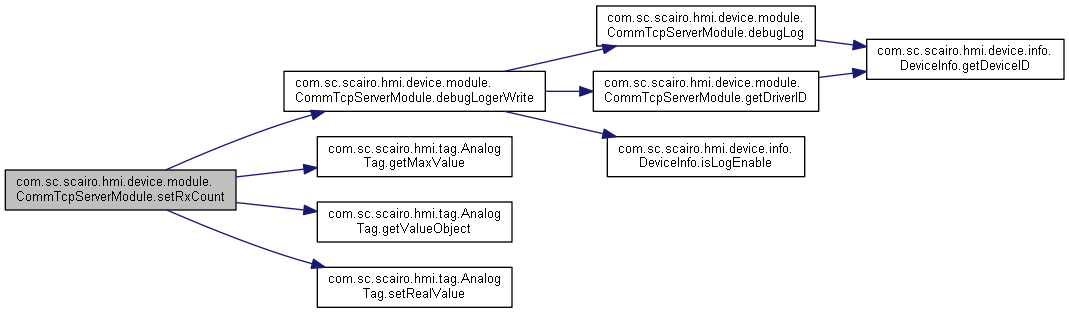 com.sc.scairo.hmi.device.module.
CommTcpServerModule.setRxCount
com.sc.scairo.hmi.device.module.
CommTcpServerModule.debugLogerWrite
com.sc.scairo.hmi.tag.Analog
Tag.getMaxValue
com.sc.scairo.hmi.tag.Analog
Tag.getValueObject
com.sc.scairo.hmi.tag.Analog
Tag.setRealValue
com.sc.scairo.hmi.device.module.
CommTcpServerModule.debugLog
com.sc.scairo.hmi.device.module.
CommTcpServerModule.getDriverID
com.sc.scairo.hmi.device.info.
DeviceInfo.isLogEnable
com.sc.scairo.hmi.device.info.
DeviceInfo.getDeviceID